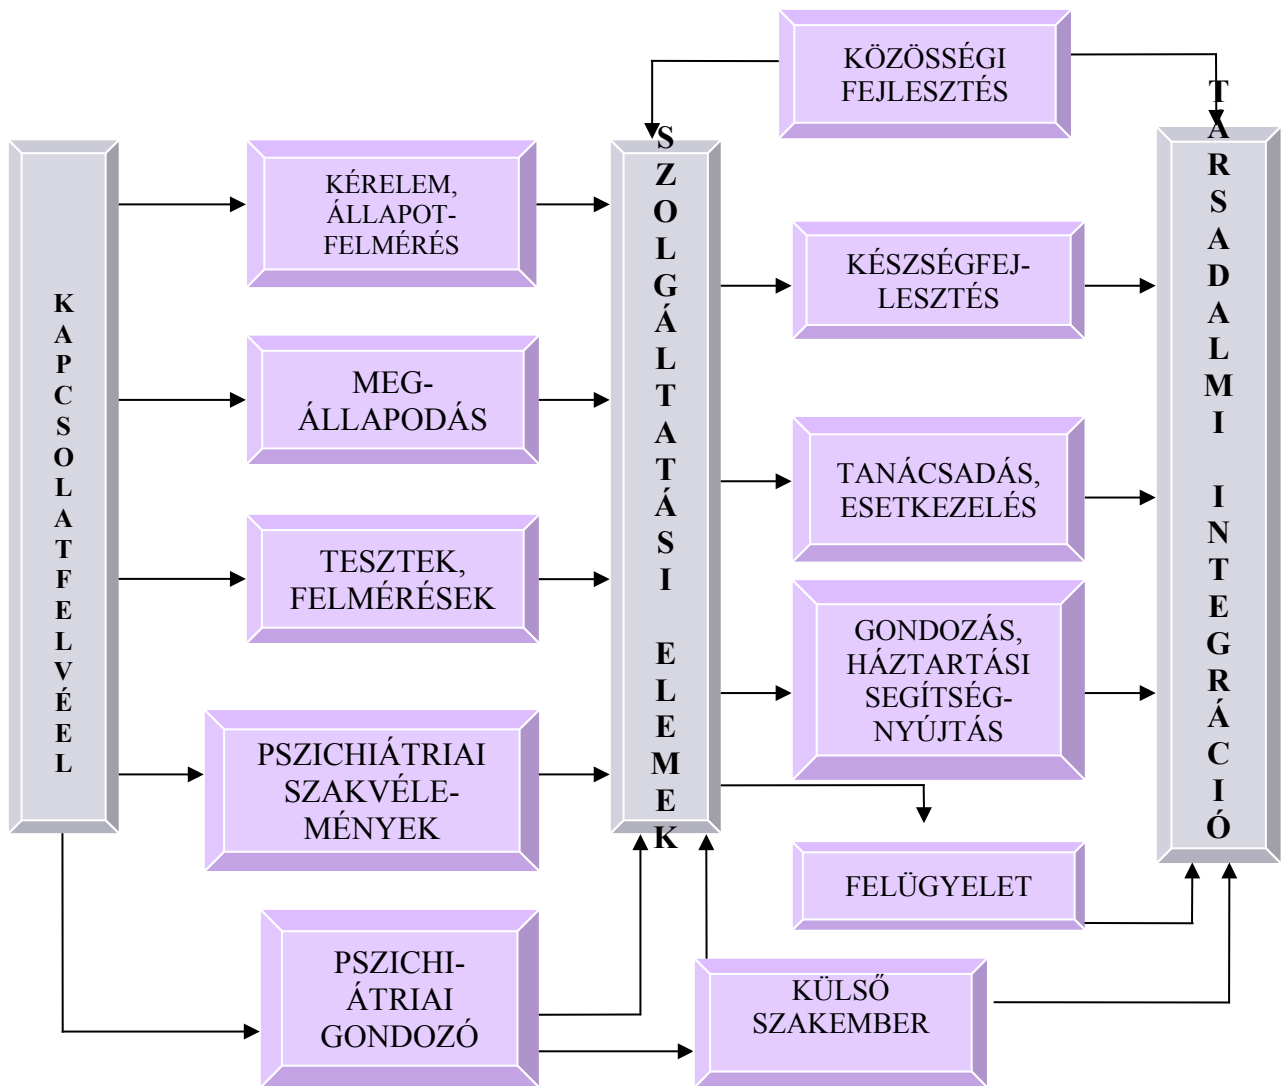 KAPCSOLATFELVÉEL
KÉRELEM,
ÁLLAPOT-
FELMÉRÉS
MEG-
ÁLLAPODÁS
TESZTEK,
FELMÉRÉSEK
PSZICHIÁTRIAI
SZAKVÉLE-
MÉNYEK
PSZICHI-
ÁTRIAI
GONDOZÓ
SZOLGÁLTATÁSI ELEMEK
KÖZÖSSÉGI
FEJLESZTÉS
KÉSZSÉGFEJ-
LESZTÉS
TANÁCSADÁS,
ESETKEZELÉS
GONDOZÁS,
HÁZTARTÁSI
SEGÍTSÉG-
NYÚJTÁS
FELÜGYELET
KÜLSŐ
SZAKEMBER
TÁRSADALMI INTEGRÁCIÓ